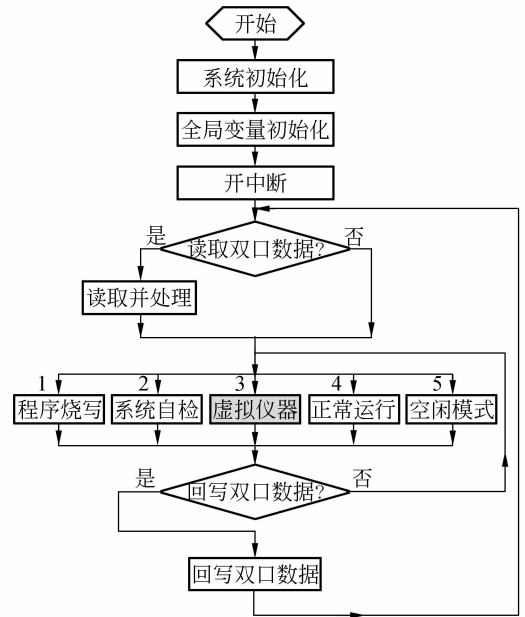 开始
系统初始化
全局变量初始化
开中断
是
读取双口数据?
否
读取并处理
1
2
3
4
5
程序烧写
系统自检
虚拟仪器
正常运行
空闲模式
是
回写双口数据?
否
回写双口数据